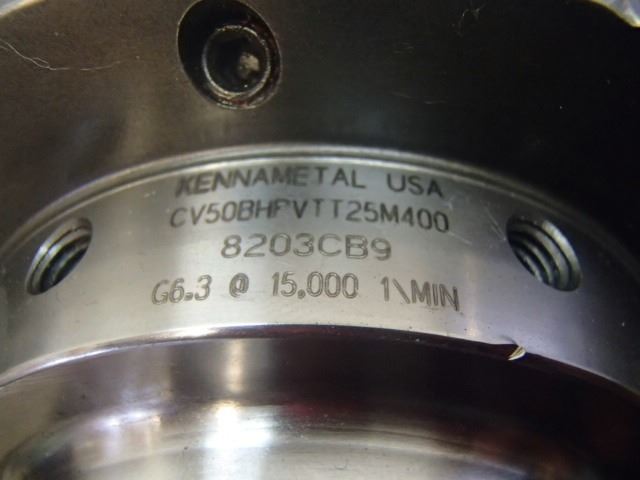 KENNAMETAL USA
CV50BHPVTT25M400
8203CB9
G6.3 @ 15.000 1\MIN